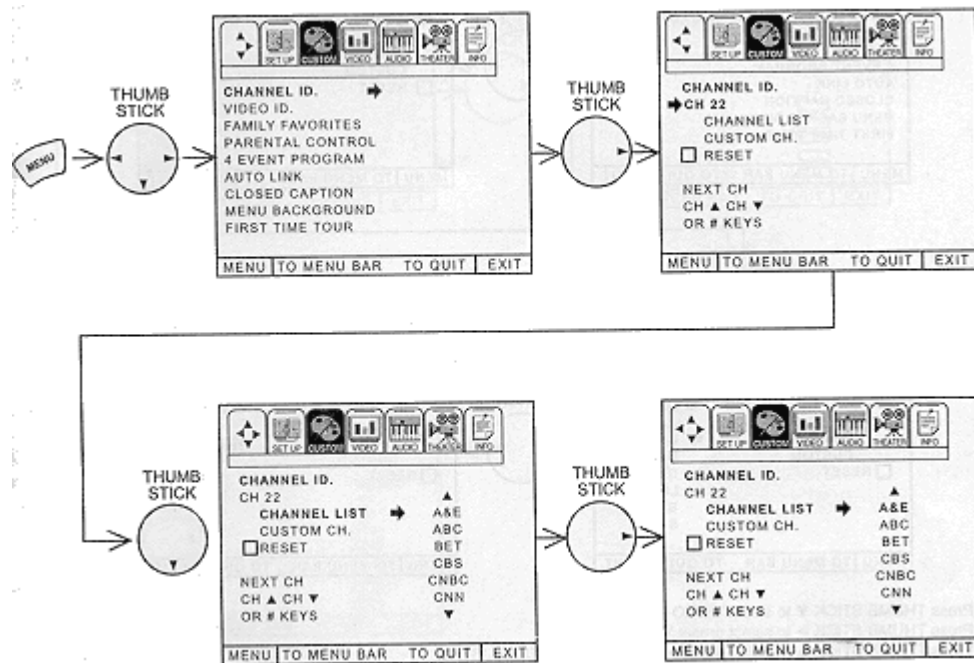 MENU
THUMB
STICK
SET UP CUSTOM VIDEO AUDIO THEATER INFO
CHANNEL ID.
VIDEO ID.
FAMILY FAVORITES
PARENTAL CONTROL
4 EVENT PROGRAM
AUTO LINK
CLOSED CAPTION
MENU BACKGROUND
FIRST TIME TOUR
MENU TO MENU BAR TO QUIT EXIT
THUMB
STICK
SET UP CUSTOM VIDEO AUDIO THEATER INFO
CHANNEL ID.
CH 22
CHANNEL LIST
CUSTOM CH.
RESET
NEXT CH
CH ▲ CH ▼
OR # KEYS
MENU TO MENU BAR TO QUIT EXIT
THUMB
STICK
SET UP CUSTOM VIDEO AUDIO THEATER INFO
CHANNEL ID.
CH 22 ▲
CHANNEL LIST ➔ A&E
CUSTOM CH. ABC
RESET BET
CBS
NEXT CH CNBC
CH ▲ CH ▼ CNN
OR # KEYS ▼
MENU TO MENU BAR TO QUIT EXIT
THUMB
STICK
SET UP CUSTOM VIDEO AUDIO THEATER INFO
CHANNEL ID.
CH 22 ▲
CHANNEL LIST ➔ A&E
CUSTOM CH. ABC
RESET BET
CBS
NEXT CH CNBC
CH ▲ CH ▼ CNN
OR # KEYS ▼
MENU TO MENU BAR TO QUIT EXIT